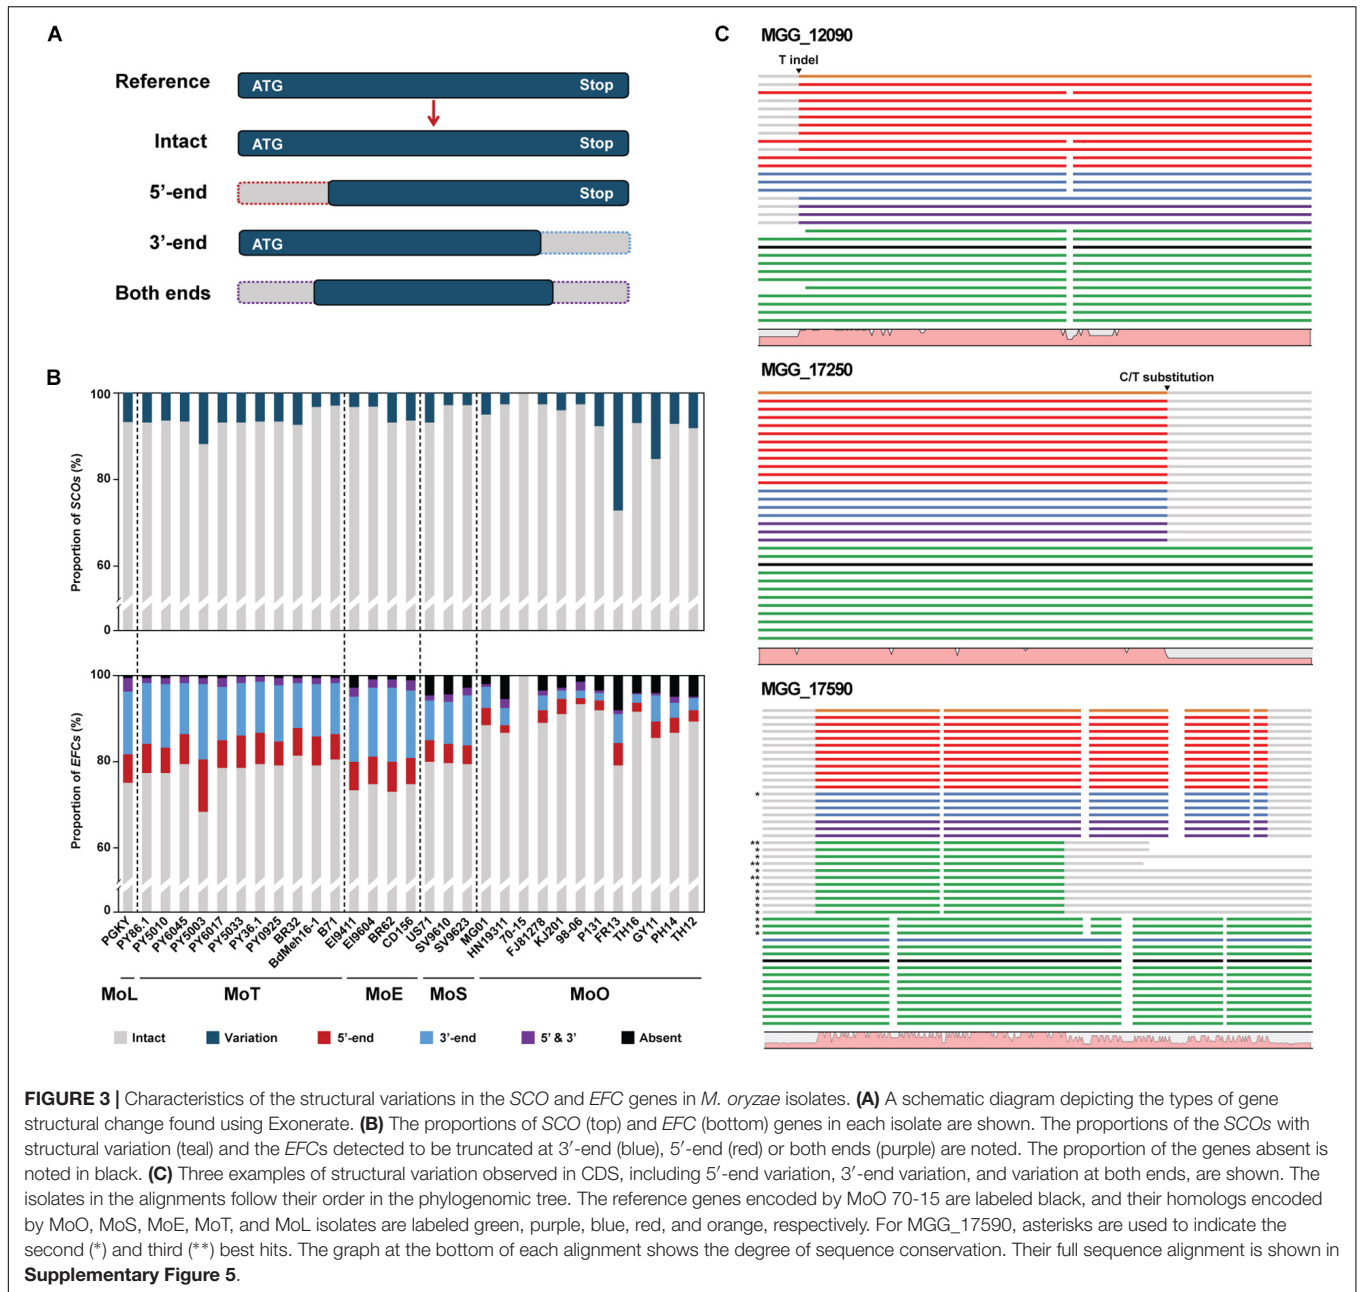 A
Reference
ATG
Stop
Intact
ATG
Stop
5’-end
Stop
3’-end
ATG
Both ends
B
Proportion of SCOs (%)
100
80
60
0
Proportion of EFCs (%)
100
80
60
0
PGKY
PY86.1
PY5010
PY6045
PY5003
PY6017
PY5033
PY36.1
PY0925
BR32
BdMeh16-1
B71
EI9411
EI9604
BR62
CD156
US71
SV9610
SV9623
MG01
HN19311
70-15
FJ81278
KJ201
98-06
P131
FR13
TH16
GY11
PH14
TH12
MoL
MoT
MoE
MoS
MoO
Intact
Variation
5’-end
3’-end
5’ & 3’
Absent
C
MGG_12090
T indel
MGG_17250
C/T substitution
MGG_17590
*
**
*
**
*
**
*
*
*
*
*
*
*
FIGURE 3 | Characteristics of the structural variations in the SCO and EFC genes in M. oryzae isolates. (A) A schematic diagram depicting the types of gene
structural change found using Exonerate. (B) The proportions of SCO (top) and EFC (bottom) genes in each isolate are shown. The proportions of the SCOs with
structural variation (teal) and the EFCs detected to be truncated at 3′-end (blue), 5′-end (red) or both ends (purple) are noted. The proportion of the genes absent is
noted in black. (C) Three examples of structural variation observed in CDS, including 5′-end variation, 3′-end variation, and variation at both ends, are shown. The
isolates in the alignments follow their order in the phylogenomic tree. The reference genes encoded by MoO 70-15 are labeled black, and their homologs encoded
by MoO, MoS, MoE, MoT, and MoL isolates are labeled green, purple, blue, red, and orange, respectively. For MGG_17590, asterisks are used to indicate the
second (*) and third (**) best hits. The graph at the bottom of each alignment shows the degree of sequence conservation. Their full sequence alignment is shown in
Supplementary Figure 5.